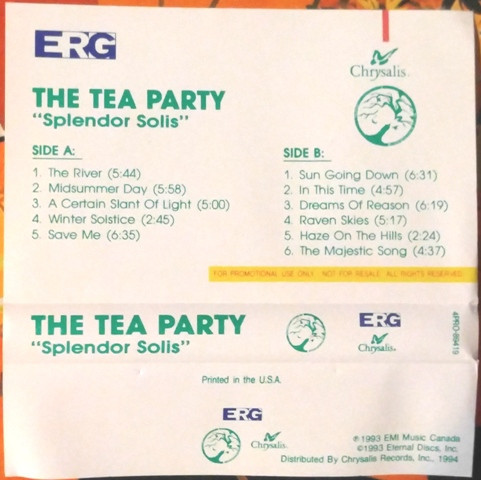 ERG
Chrysalis.
THE TEA PARTY
"Splendor Solis"
SIDE A:
1. The River (5:44)
2. Midsummer Day (5:58)
3. A Certain Slant Of Light (5:00)
4. Winter Solstice (2:45)
5. Save Me (6:35)
SIDE B:
1. Sun Going Down (6:31)
2. In This Time (4:57)
3. Dreams Of Reason (6:19)
4. Raven Skies (5:17)
5. Haze On The Hills (2:24)
6. The Majestic Song (4:37)
FOR PROMOTIONAL USE ONLY NOT FOR RESALE ALL RIGHTS RESERVED
THE TEA PARTY
"Splendor Solis"
ERG
Chrysalis.
4PRO-89419
Printed in the U.S.A.
ERG
Chrysalis.
℗ 1993 EMI Music Canada
©1993 Eternal Discs, Inc.
Distributed By Chrysalis Records, Inc., 1994